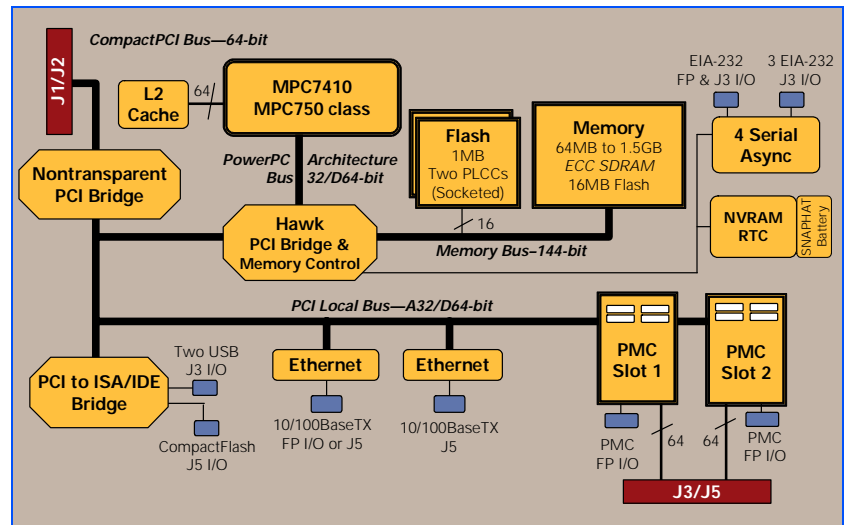 CompactPCI Bus—64-bit
J1/J2
L2
Cache
64
MPC7410
MPC750 class
PowerPC
Bus
Architecture
32/D64-bit
Flash
1MB
Two PLCCs
(Socketed)
16
Memory
64MB to 1.5GB
ECC SDRAM
16MB Flash
EIA-232
FP & J3 I/O
3 EIA-232
J3 I/O
4 Serial
Async
NVRAM
RTC
SNAPHAT
Battery
Nontransparent
PCI Bridge
Hawk
PCI Bridge &
Memory Control
Memory Bus–144-bit
PCI Local Bus—A32/D64-bit
PCI to ISA/IDE
Bridge
Two USB
J3 I/O
CompactFlash
J5 I/O
Ethernet
10/100BaseTX
FP I/O or J5
Ethernet
10/100BaseTX
J5
PMC
Slot 1
PMC
Slot 2
PMC
FP I/O
64
64
PMC
FP I/O
J3/J5